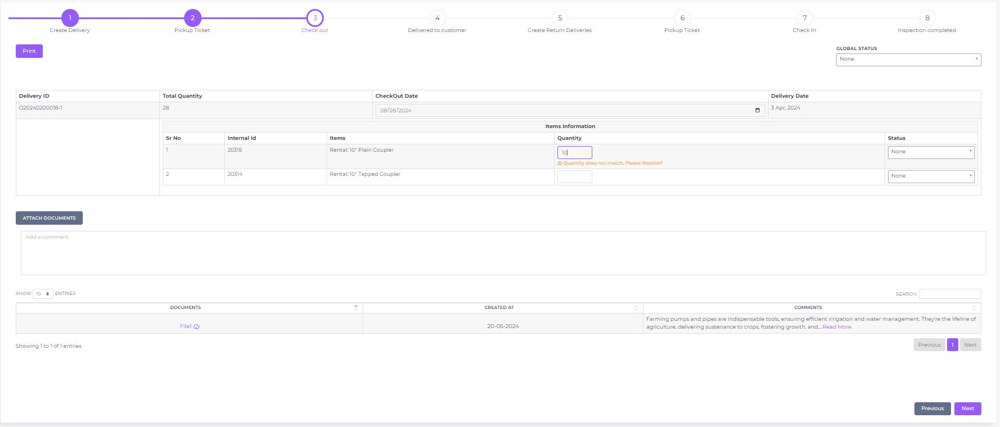 1 2 3 4 5 6 7 8
Create Delivery Pickup Ticket Check out Delivered to customer Create Return Deliveries Pickup Ticket Check In Inspection completed
Print
GLOBAL STATUS
None
Delivery ID Total Quantity CheckOut Date Delivery Date
O20240200018-1 28 08/28/2024 3 Apr, 2024
Items Information
Sr No Internal Id Items Quantity Status
1 20315 Rental: 10" Plain Coupler 10 None
Quantity does not match, Please Resolve!!
2 20314 Rental: 10" Tapped Coupler None
ATTACH DOCUMENTS
Add a comment
SHOW 10 ENTRIES SEARCH:
DOCUMENTS CREATED AT COMMENTS
File1 20-05-2024 Farming pumps and pipes are indispensable tools, ensuring efficient irrigation and water management. They're the lifeline of
agriculture, delivering sustenance to crops, fostering growth, and... Read More
Showing 1 to 1 of 1 entries Previous 1 Next
Previous Next